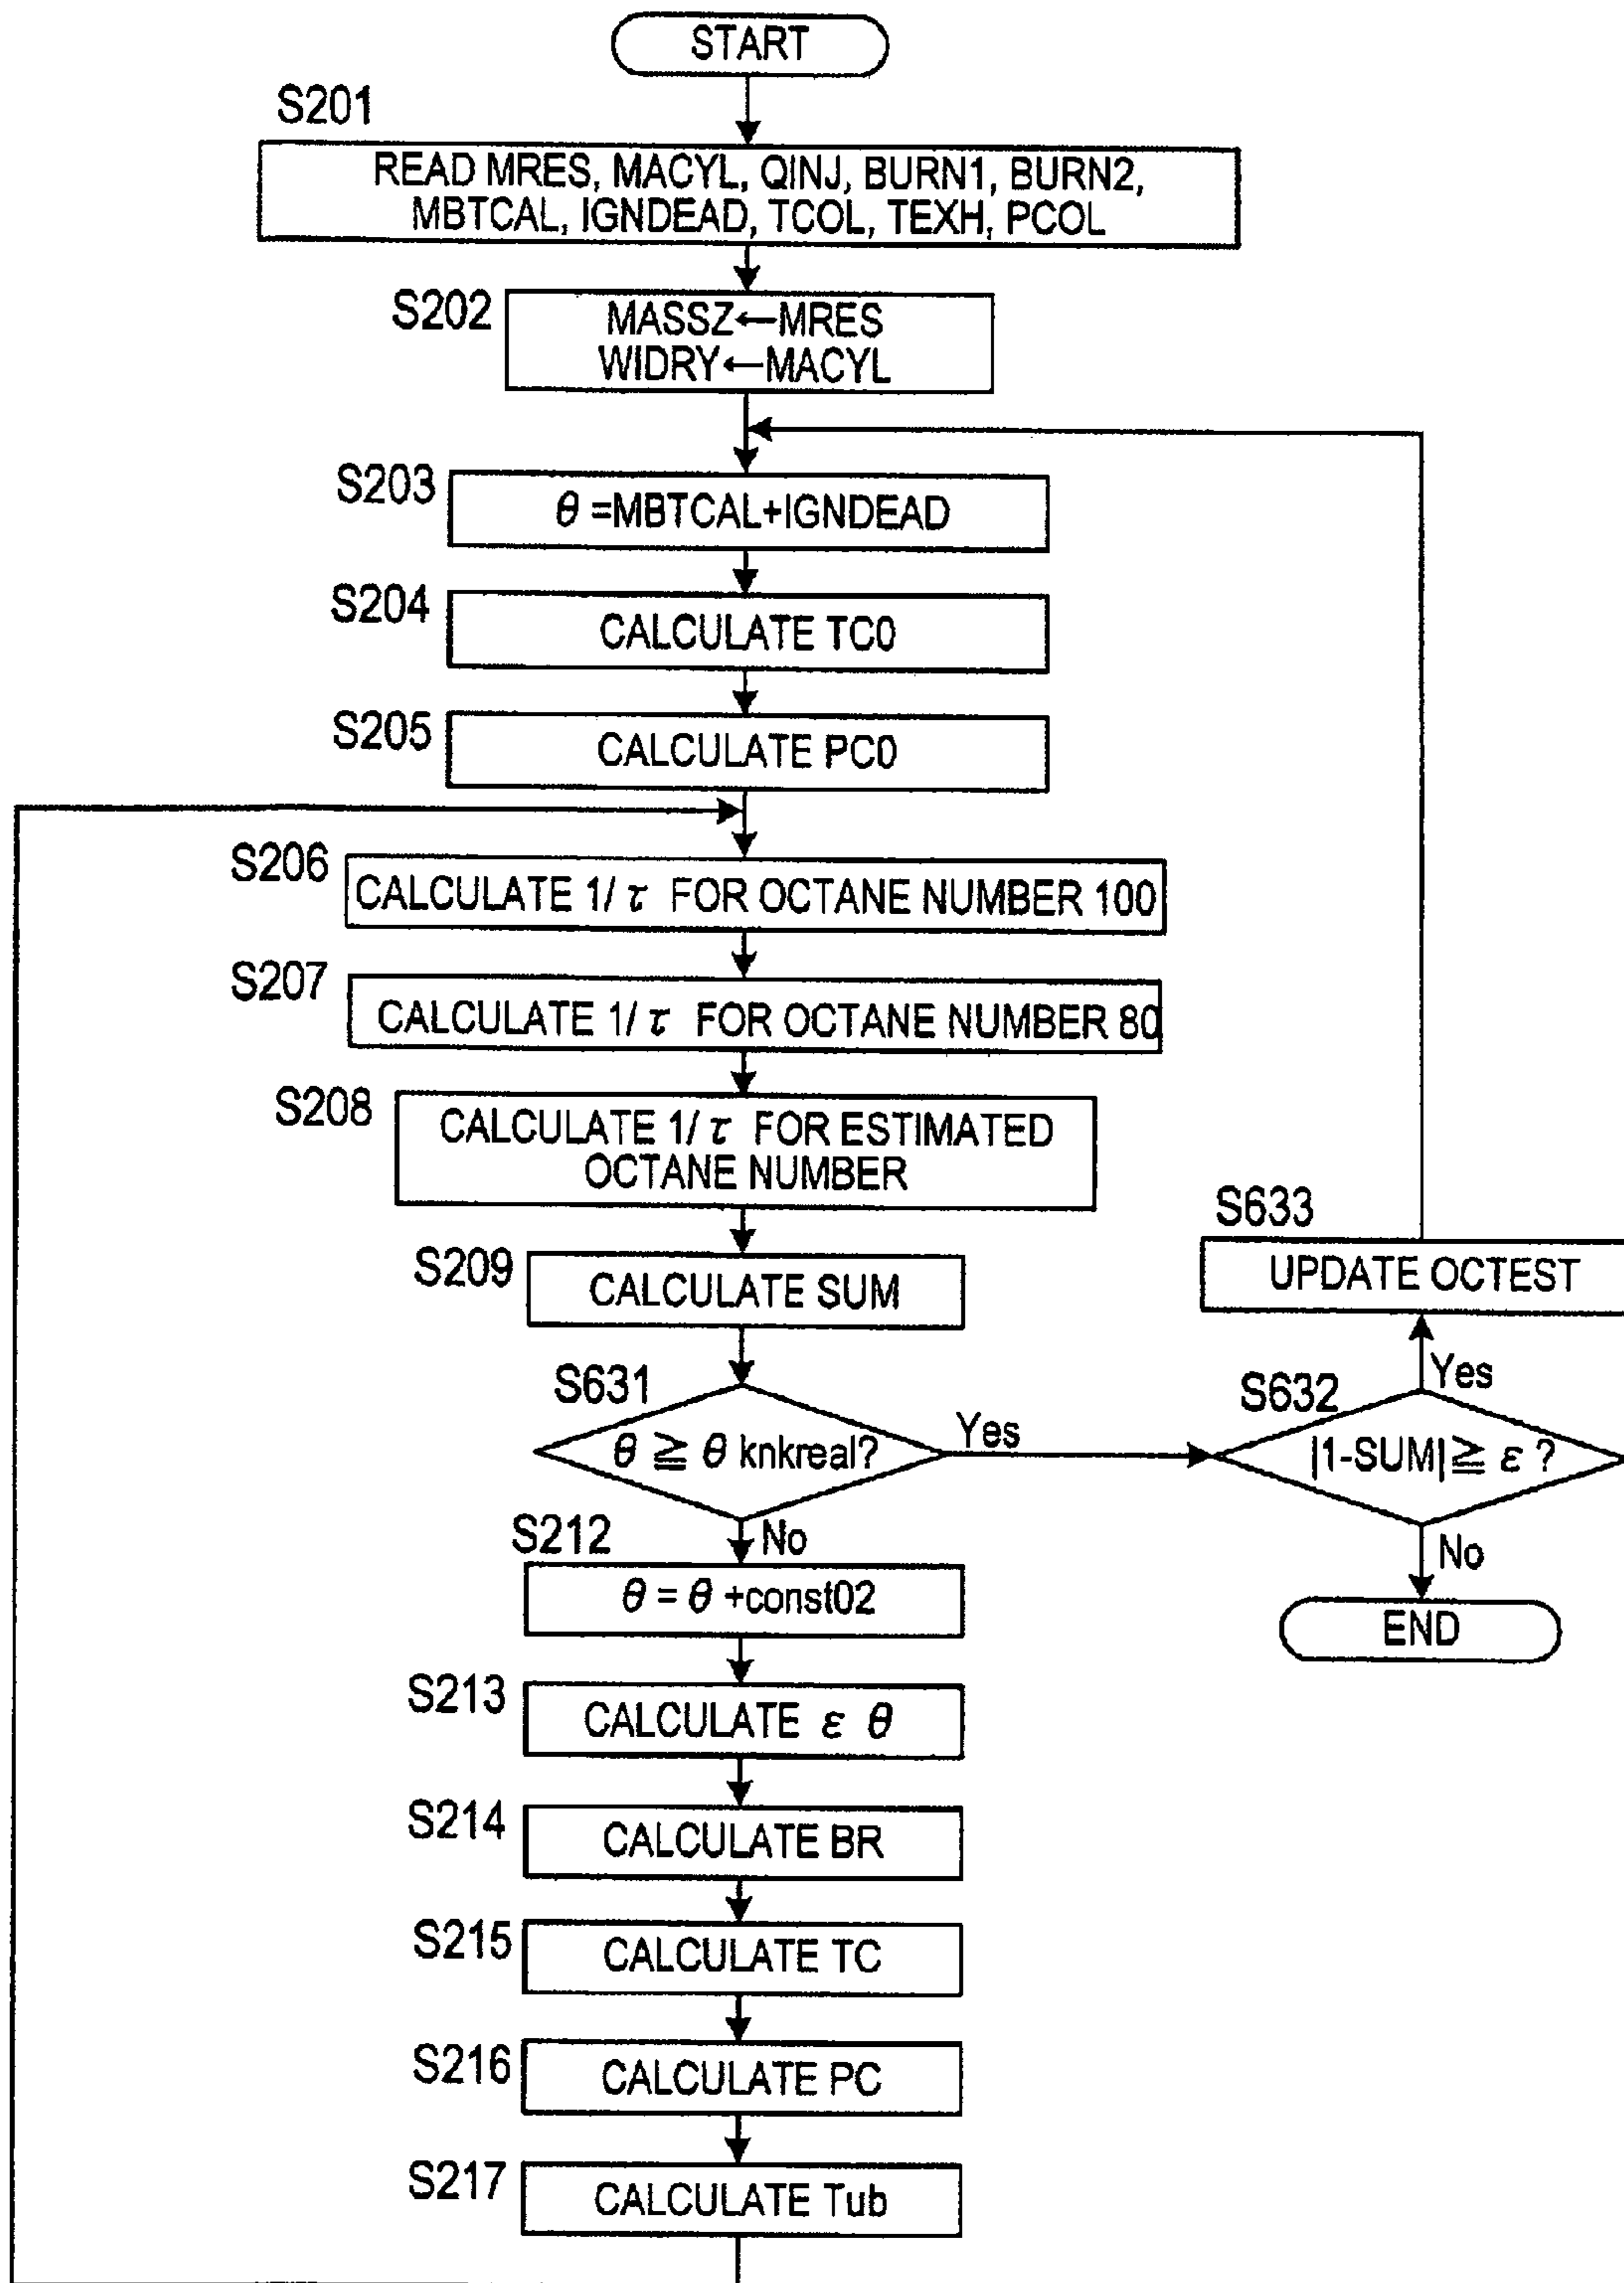 START
S201
READ MRES, MACYL, QINJ, BURN1, BURN2,
MBTCAL, IGNDEAD, TCOL, TEXH, PCOL
S202
MASSZ←MRES
WIDRY←MACYL
S203
θ =MBTCAL+IGNDEAD
S204
CALCULATE TC0
S205
CALCULATE PC0
S206
CALCULATE 1/ τ FOR OCTANE NUMBER 100
S207
CALCULATE 1/ τ FOR OCTANE NUMBER 80
S208
CALCULATE 1/ τ FOR ESTIMATED
OCTANE NUMBER
S209
CALCULATE SUM
S633
UPDATE OCTEST
S631
θ ≧ θ knkreal?
Yes
S632
Yes
|1-SUM|≧ ε ?
No
END
No
S212
θ = θ +const02
S213
CALCULATE ε θ
S214
CALCULATE BR
S215
CALCULATE TC
S216
CALCULATE PC
S217
CALCULATE Tub